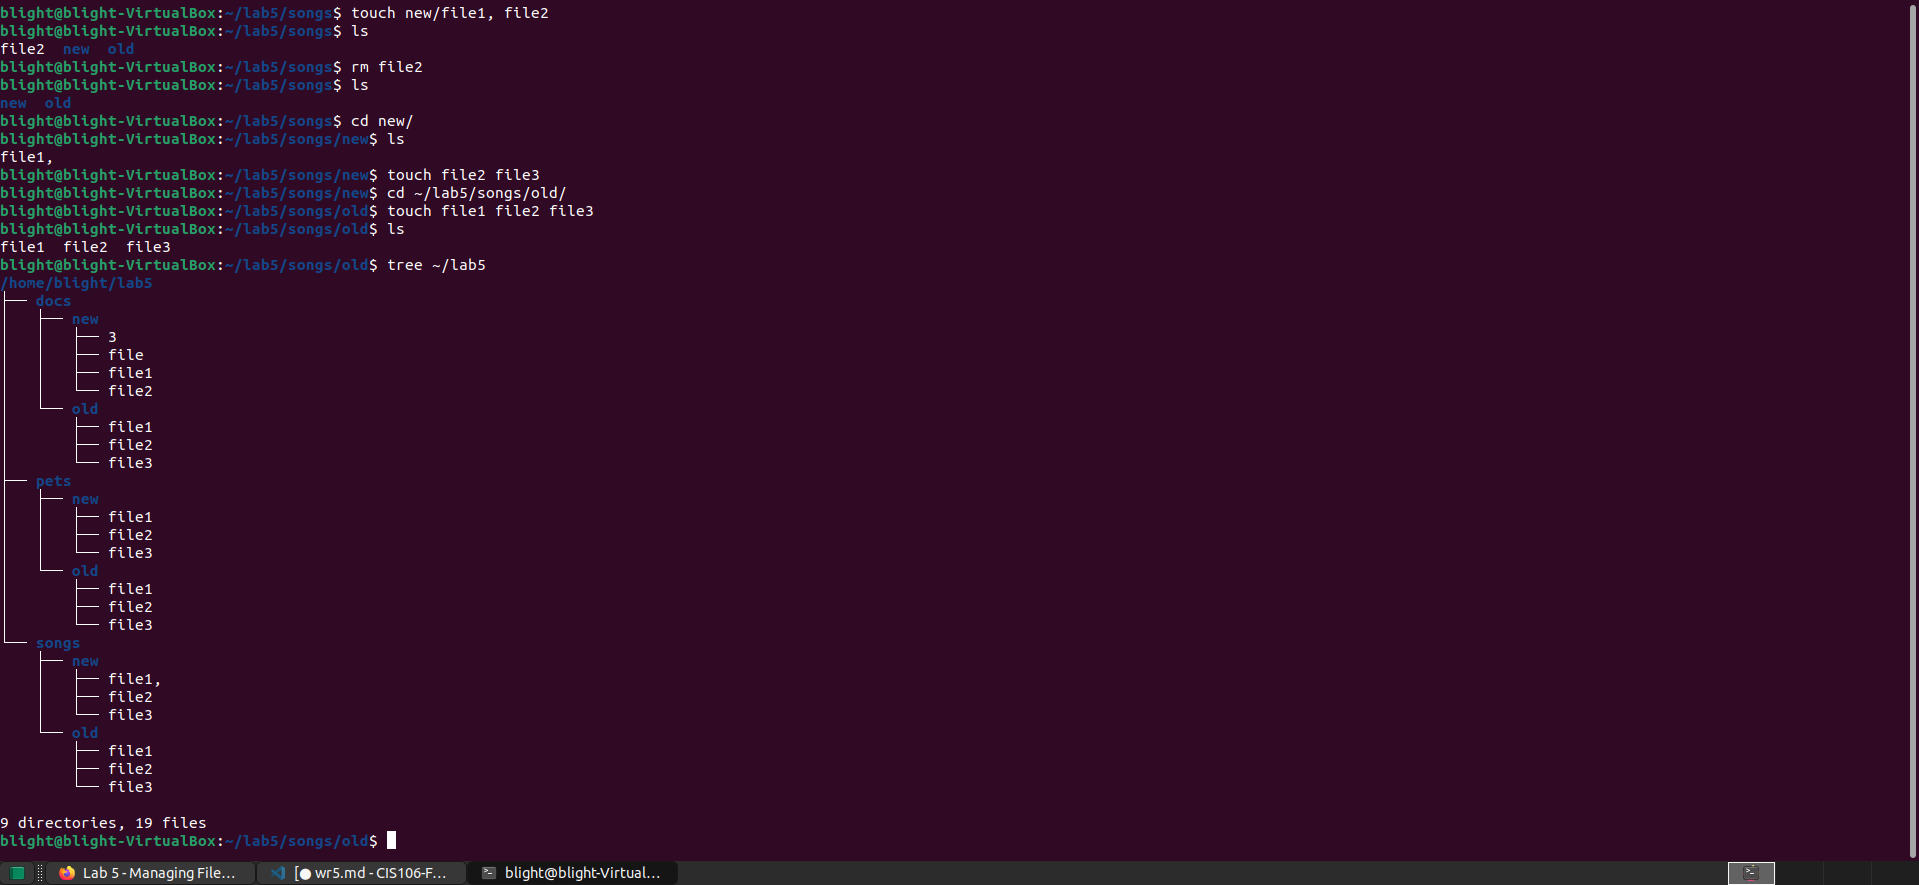 blight@blight-VirtualBox:~/lab5/songs$ touch new/file1, file2
blight@blight-VirtualBox:~/lab5/songs$ ls
file2  new  old
blight@blight-VirtualBox:~/lab5/songs$ rm file2
blight@blight-VirtualBox:~/lab5/songs$ ls
new  old
blight@blight-VirtualBox:~/lab5/songs$ cd new/
blight@blight-VirtualBox:~/lab5/songs/new$ ls
file1,
blight@blight-VirtualBox:~/lab5/songs/new$ touch file2 file3
blight@blight-VirtualBox:~/lab5/songs/new$ cd ~/lab5/songs/old/
blight@blight-VirtualBox:~/lab5/songs/old$ touch file1 file2 file3
blight@blight-VirtualBox:~/lab5/songs/old$ ls
file1  file2  file3
blight@blight-VirtualBox:~/lab5/songs/old$ tree ~/lab5
/home/blight/lab5
├── docs
│   ├── new
│   │   ├── 3
│   │   ├── file
│   │   ├── file1
│   │   └── file2
│   └── old
│       ├── file1
│       ├── file2
│       └── file3
├── pets
│   ├── new
│   │   ├── file1
│   │   ├── file2
│   │   └── file3
│   └── old
│       ├── file1
│       ├── file2
│       └── file3
└── songs
    ├── new
    │   ├── file1,
    │   ├── file2
    │   └── file3
    └── old
        ├── file1
        ├── file2
        └── file3
9 directories, 19 files
blight@blight-VirtualBox:~/lab5/songs/old$
Lab 5 - Managing File... [● wr5.md - CIS106-F... blight@blight-Virtual...